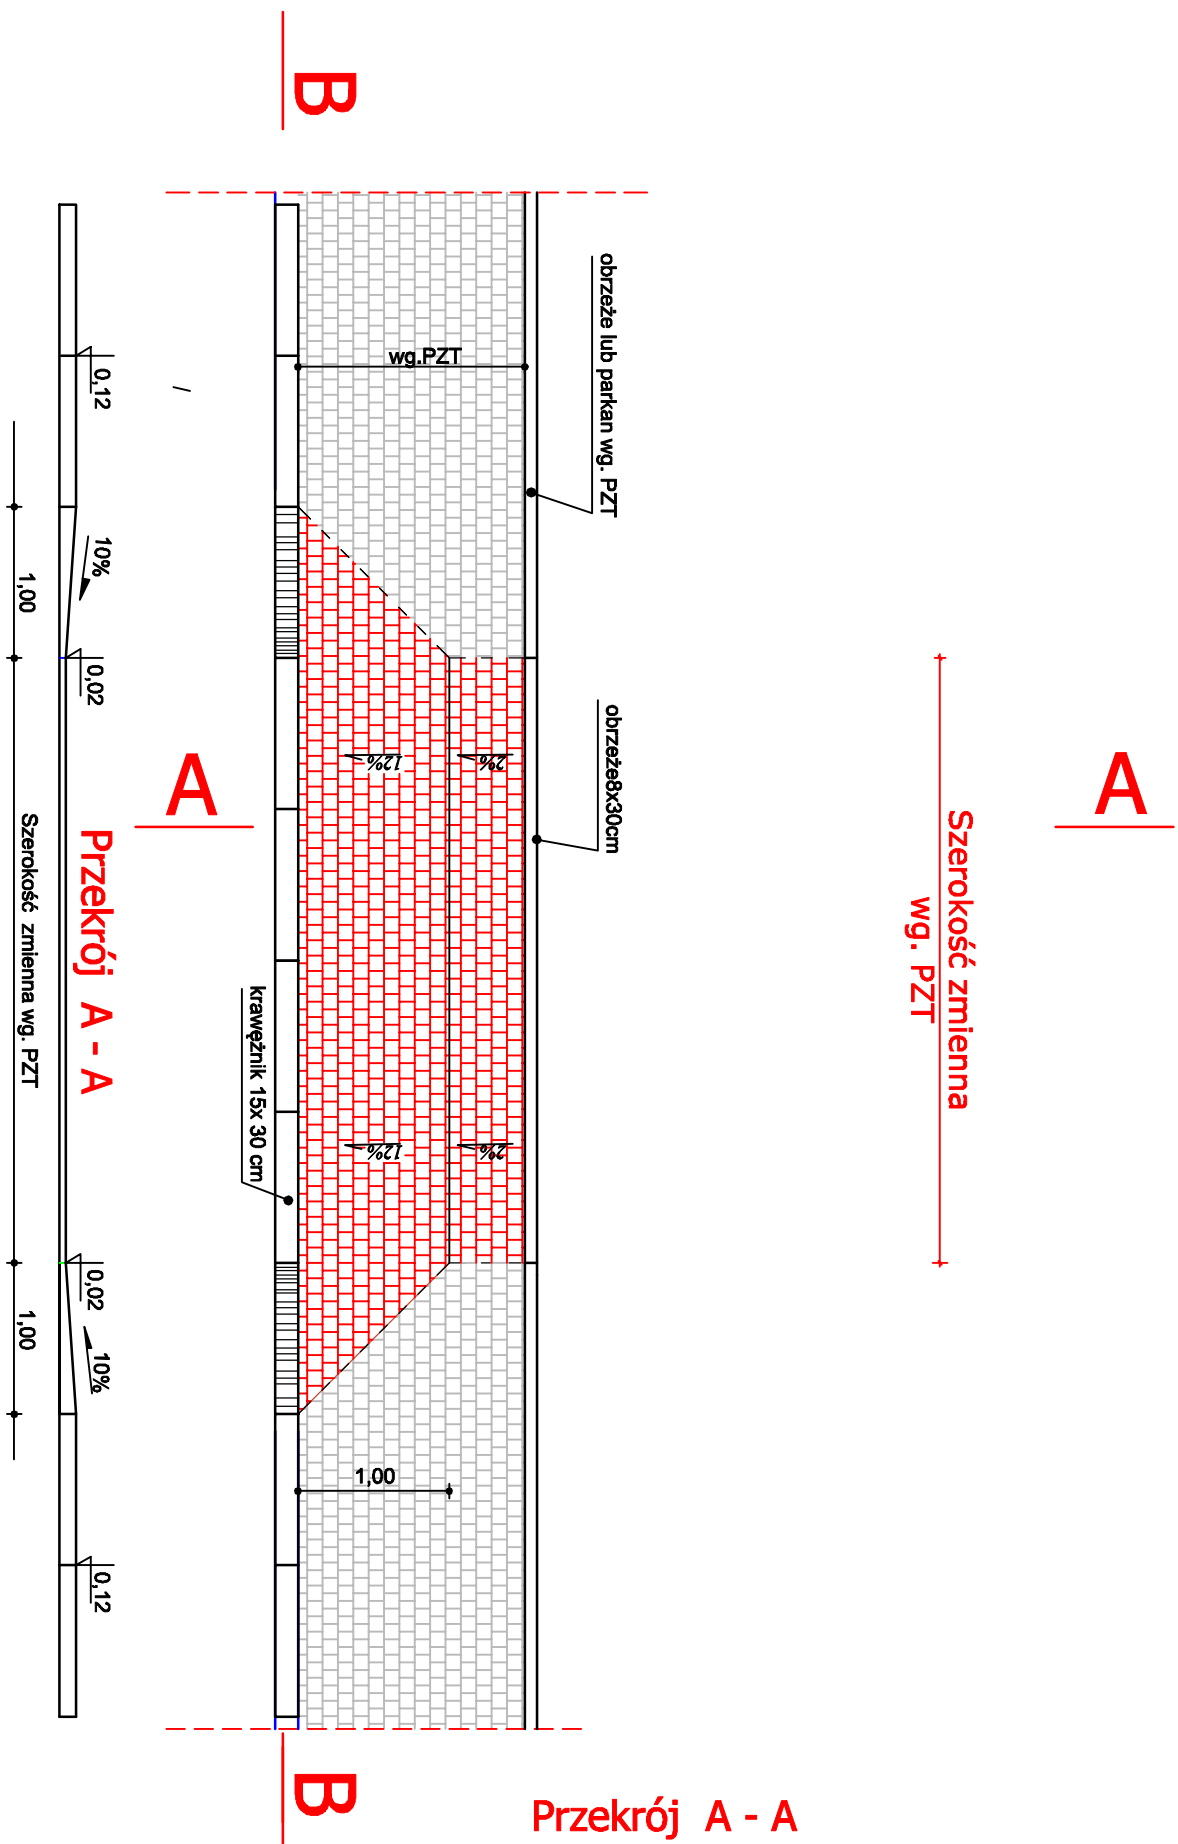 B
obrzeże lub parkan wg. PZT
wg.PZT
0,12
10%
1,00
0,02
obrzeże8x30cm
12%
2%
A
A
Szerokość zmienna
wg. PZT
Przekrój A - A
Szerokość zmienna wg. PZT
krawężnik 15x 30 cm
12%
2%
0,02
1,00
10%
1,00
0,12
B
Przekrój A - A